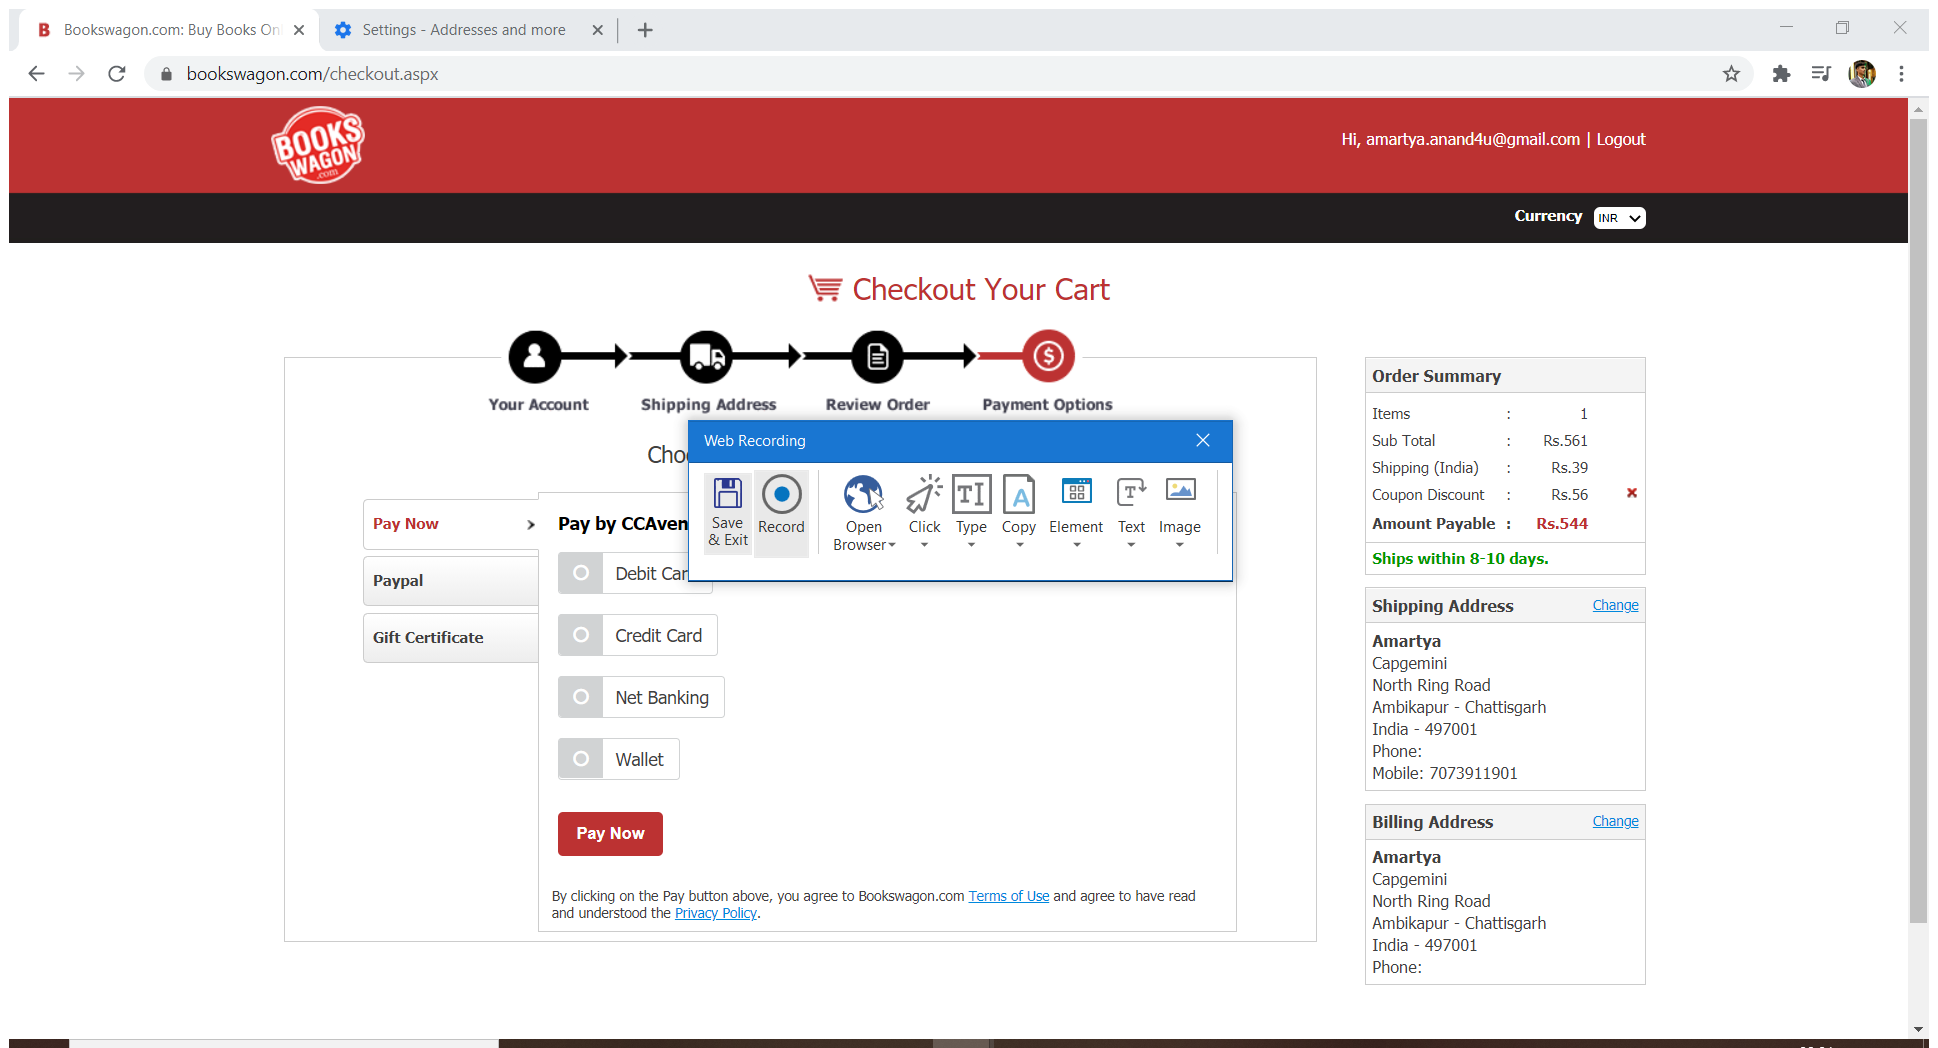 Bookswagon.com: Buy Books Onl
Settings - Addresses and more
bookswagon.com/checkout.aspx
BOOKS
WAGON
.com
Hi, amartya.anand4u@gmail.com | Logout
Currency INR
Checkout Your Cart
Your Account
Shipping Address
Review Order
Payment Options
Choo
Web Recording
Save
& Exit
Record
Open
Browser
Click
Type
Copy
Element
Text
Image
Pay Now
Paypal
Gift Certificate
Pay by CCAven
Debit Car
Credit Card
Net Banking
Wallet
Pay Now
By clicking on the Pay button above, you agree to Bookswagon.com Terms of Use and agree to have read
and understood the Privacy Policy.
Order Summary
Items : 1
Sub Total : Rs.561
Shipping (India) : Rs.39
Coupon Discount : Rs.56
Amount Payable : Rs.544
Ships within 8-10 days.
Shipping Address Change
Amartya
Capgemini
North Ring Road
Ambikapur - Chattisgarh
India - 497001
Phone:
Mobile: 7073911901
Billing Address Change
Amartya
Capgemini
North Ring Road
Ambikapur - Chattisgarh
India - 497001
Phone: